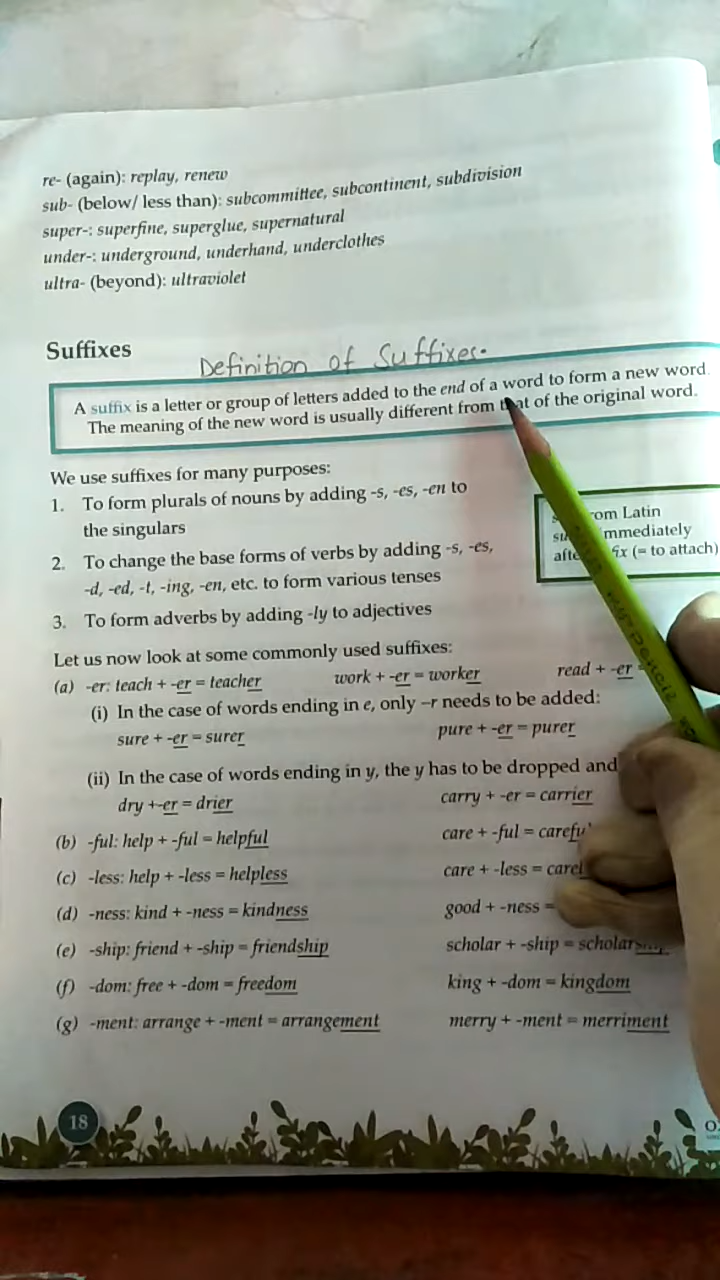 re- (again): replay, renew
sub- (below/ less than): subcommittee, subcontinent, subdivision
super-: superfine, superglue, supernatural
under-: underground, underhand, underclothes
ultra- (beyond): ultraviolet
Suffixes
Definition of Suffixes.
A suffix is a letter or group of letters added to the end of a word to form a new word.
The meaning of the new word is usually different from that of the original word.
We use suffixes for many purposes:
1. To form plurals of nouns by adding -s, -es, -en to
the singulars
rom Latin
mmediately
fix (= to attach)
2. To change the base forms of verbs by adding -s, -es,
-d, -ed, -t, -ing, -en, etc. to form various tenses
3. To form adverbs by adding -ly to adjectives
Let us now look at some commonly used suffixes:
(a) -er: teach + -er = teacher work + -er = worker read + -er
(i) In the case of words ending in e, only –r needs to be added:
sure + -er = surer pure + -er = purer
(ii) In the case of words ending in y, the y has to be dropped and
dry +-er = drier carry + -er = carrier
(b) -ful: help + -ful = helpful care + -ful =
(c) -less: help + -less = helpless care + -less =
(d) -ness: kind + -ness = kindness good + -ness =
(e) -ship: friend + -ship = friendship scholar + -ship = scholarship
(f) -dom: free + -dom = freedom king + -dom = kingdom
(g) -ment: arrange + -ment = arrangement merry + -ment = merriment
18